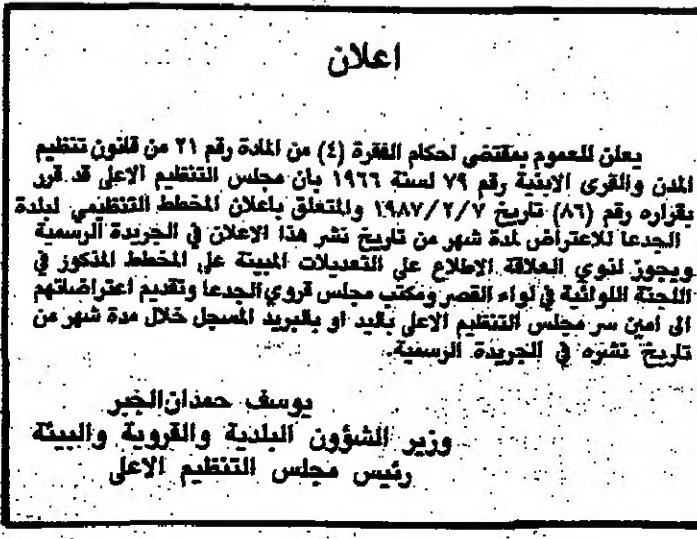 اعلان
يعلن للعموم بمقتضى احكام الفقرة (٤) من المادة رقم ٢١ من قانون تنظيم
المدن والقرى الابنية رقم ٧٩ لسنة ١٩٦٦ بان مجلس التنظيم الاعلى قد قرر
بقراره رقم (٨٦) تاريخ ١٩٨٧/٢/٧ والمتعلق باعلان المخطط التنظيمي لبلدة
الجدعا للاعتراض لمدة شهر من تاريخ نشر هذا الاعلان في الجريدة الرسمية
ويجوز لذوي العلاقة الاطلاع على التعديلات المبينة على المخطط المذكور في
اللجنة اللوائية في لواء القصر ومكتب مجلس قروي الجدعا وتقديم اعتراضاتهم
الى امين سر مجلس التنظيم الاعلى باليد او بالبريد المسجل خلال مدة شهر من
تاريخ نشره في الجريدة الرسمية.
يوسف حمدان الجبر
وزير الشؤون البلدية والقروية والبيئة
رئيس مجلس التنظيم الاعلى